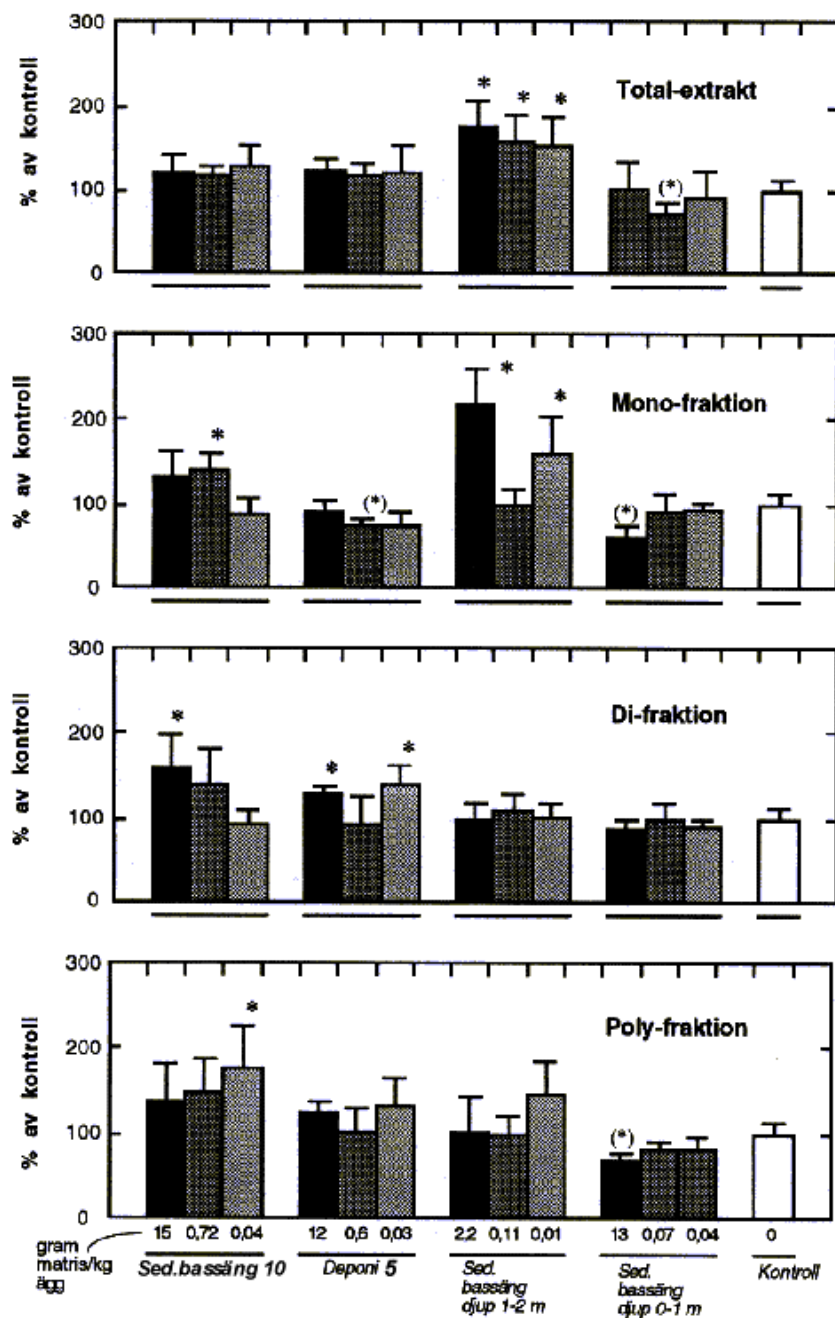 300
Total-extrakt
* * *
200
(*)
100
0
% av kontroll
300
Mono-fraktion
* * *
200
(*) (*)
100
0
% av kontroll
300
Di-fraktion
* * *
200
100
0
% av kontroll
300
Poly-fraktion
*
200
(*)
100
0
% av kontroll
gram
matris/kg
ägg
15 0,72 0,04 12 0,6 0,03 2,2 0,11 0,01 13 0,07 0,04 0
Sed.bassäng 10
Deponi 5
Sed.
bassäng
djup 1-2 m
Sed.
bassäng
djup 0-1 m
Kontroll